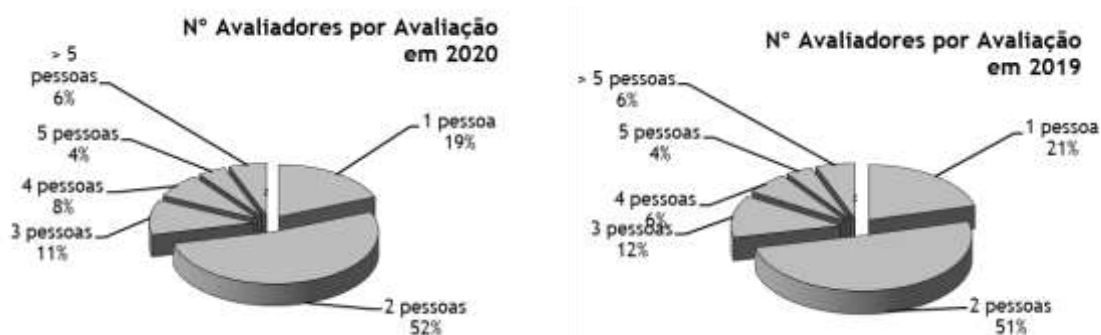 N° Avaliadores por Avaliação
em 2020
> 5
pessoas
6%
5 pessoas
4%
4 pessoas
8%
3 pessoas
11%
1 pessoa
19%
2 pessoas
52%
N° Avaliadores por Avaliação
em 2019
> 5 pessoas
6%
5 pessoas
4%
4 pessoas
6%
3 pessoas
12%
1 pessoa
21%
2 pessoas
51%